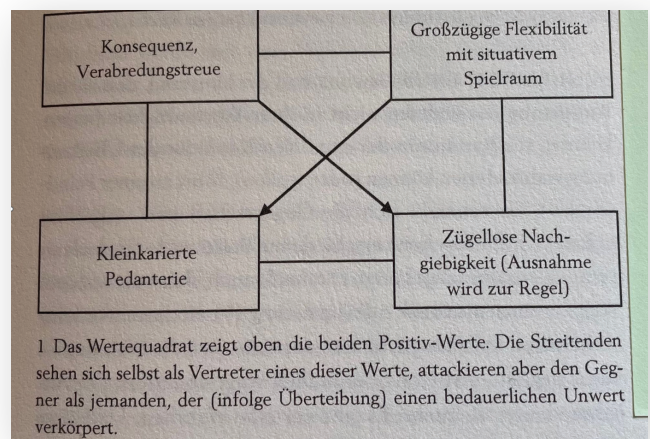 Konsequenz,
Verabredungstreue
Großzügige Flexibilität
mit situativem
Spielraum
Kleinkarierte
Pedanterie
Zügellose Nach-
giebigkeit (Ausnahme
wird zur Regel)
1 Das Wertequadrat zeigt oben die beiden Positiv-Werte. Die Streitenden
sehen sich selbst als Vertreter eines dieser Werte, attackieren aber den Geg-
ner als jemanden, der (infolge Überteibung) einen bedauerlichen Unwert
verkörpert.